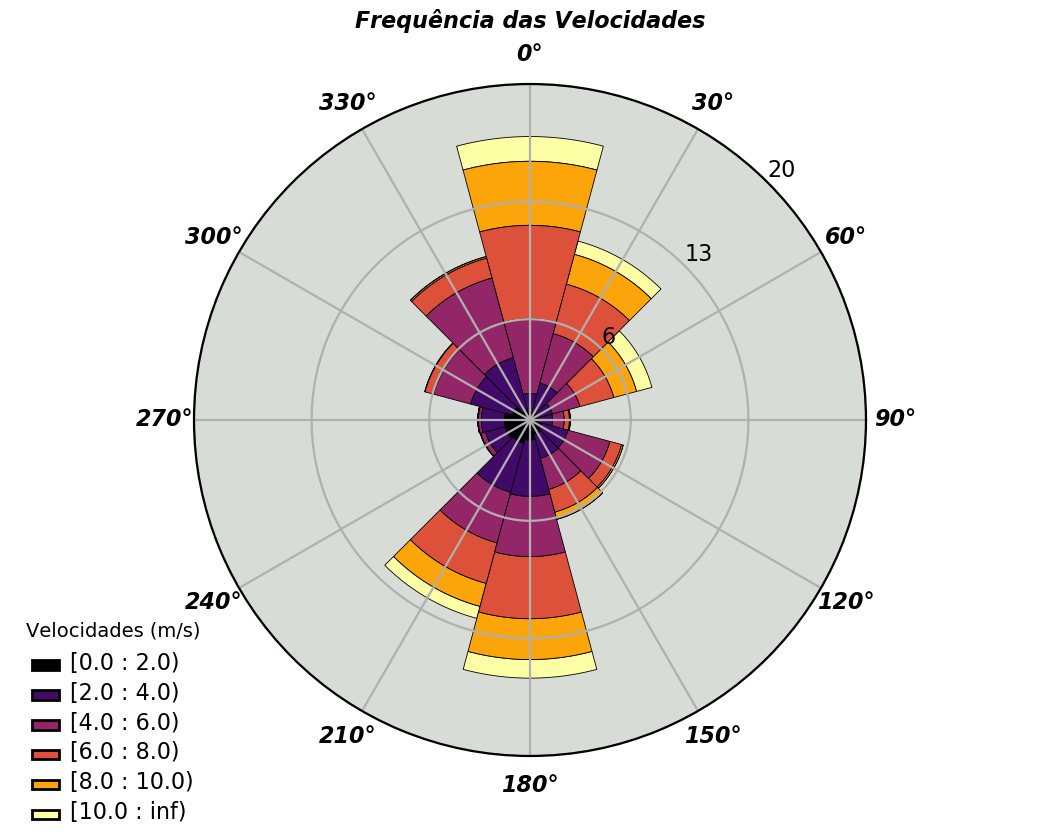 Frequência das Velocidades
0°
330°
30°
20
300°
60°
13
6
270°
90°
240°
120°
210°
150°
180°
Velocidades (m/s)
[0.0 : 2.0)
[2.0 : 4.0)
[4.0 : 6.0)
[6.0 : 8.0)
[8.0 : 10.0)
[10.0 : inf)